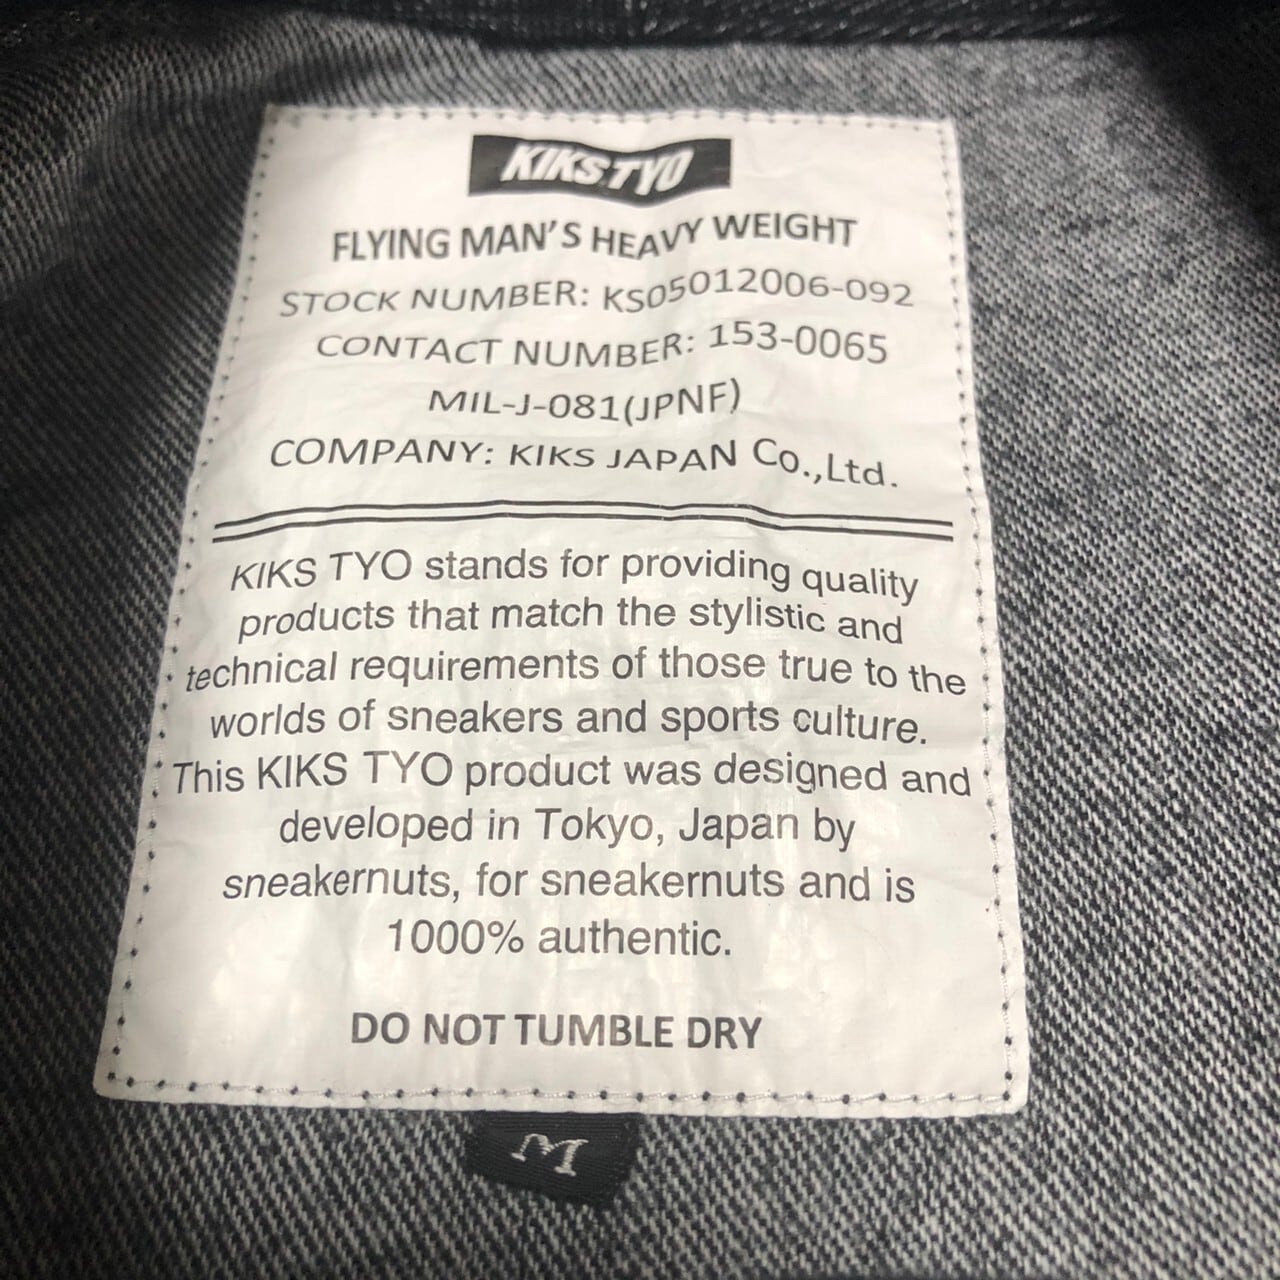 KIKS TYO
FLYING MAN'S HEAVY WEIGHT
STOCK NUMBER: KS05012006-092
CONTACT NUMBER: 153-0065
MIL-J-081(JPNF)
COMPANY: KIKS JAPAN Co.,Ltd.
KIKS TYO stands for providing quality
products that match the stylistic and
technical requirements of those true to the
worlds of sneakers and sports culture.
This KIKS TYO product was designed and
developed in Tokyo, Japan by
sneakernuts, for sneakernuts and is
1000% authentic.
DO NOT TUMBLE DRY
M